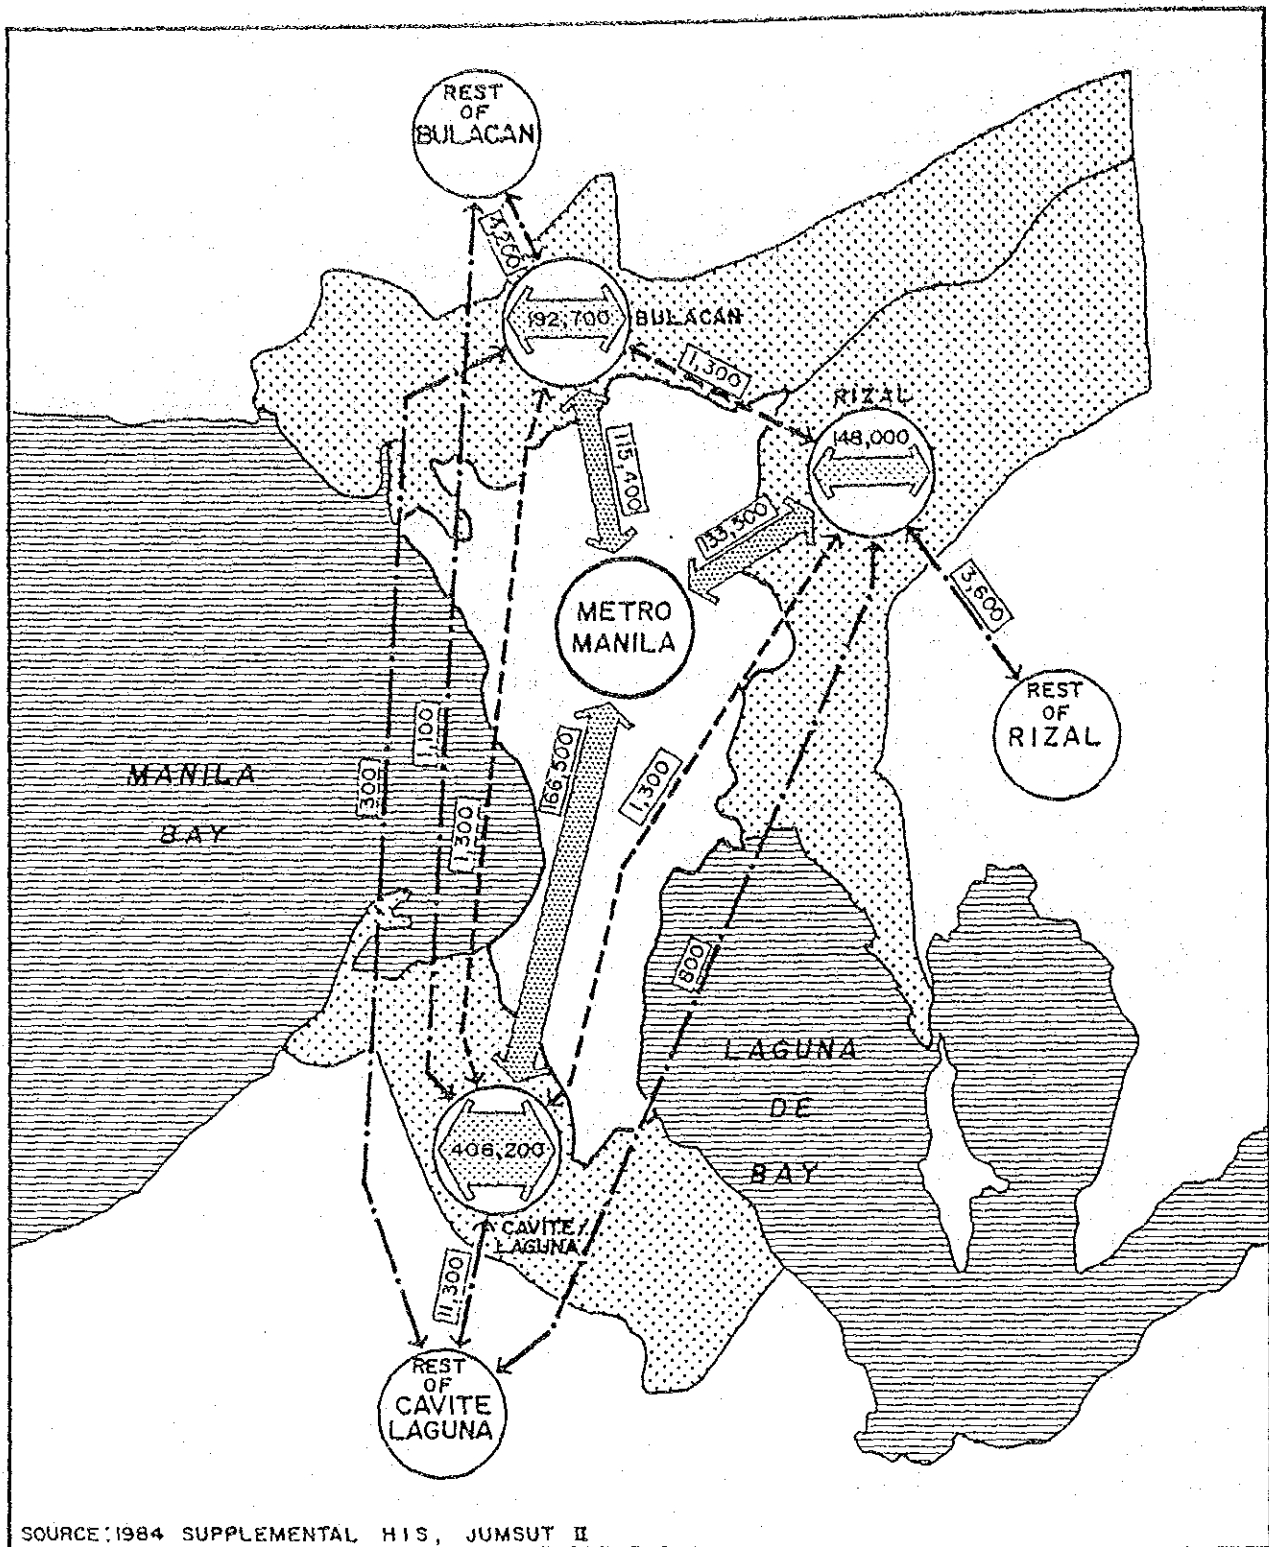 REST
OF
BULACAN
4,200
192,700
BULACAN
1,300
RIZAL
148,000
115,400
133,500
METRO
MANILA
3,600
REST
OF
RIZAL
MANILA
BAY
300
1,100
1,300
166,500
1,300
800
LAGUNA
DE
BAY
406,200
CAVITE/
LAGUNA
11,300
REST
OF
CAVITE
LAGUNA
SOURCE:1984 SUPPLEMENTAL HIS, JUMSUT II